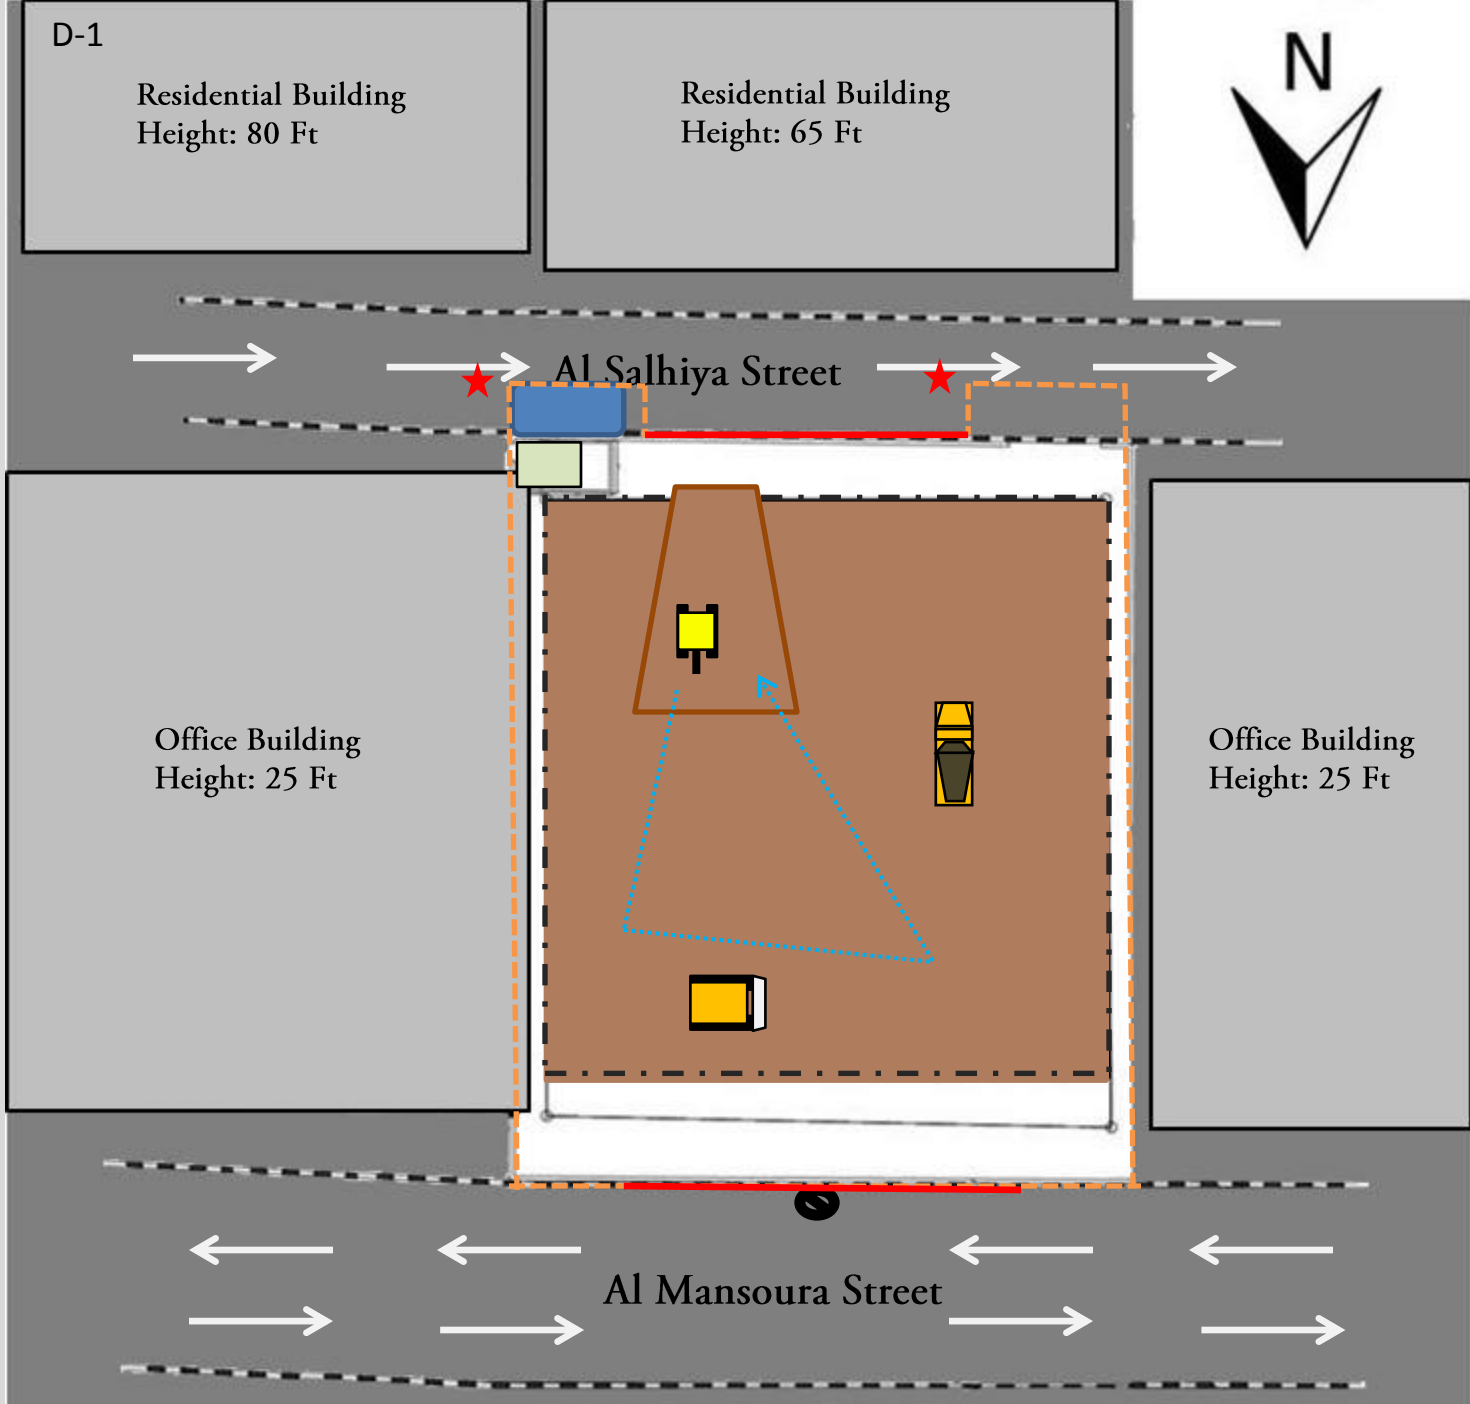 D-1
Residential Building
Height: 80 Ft
Residential Building
Height: 65 Ft
N
Al Salhiya Street
Office Building
Height: 25 Ft
Office Building
Height: 25 Ft
Al Mansoura Street